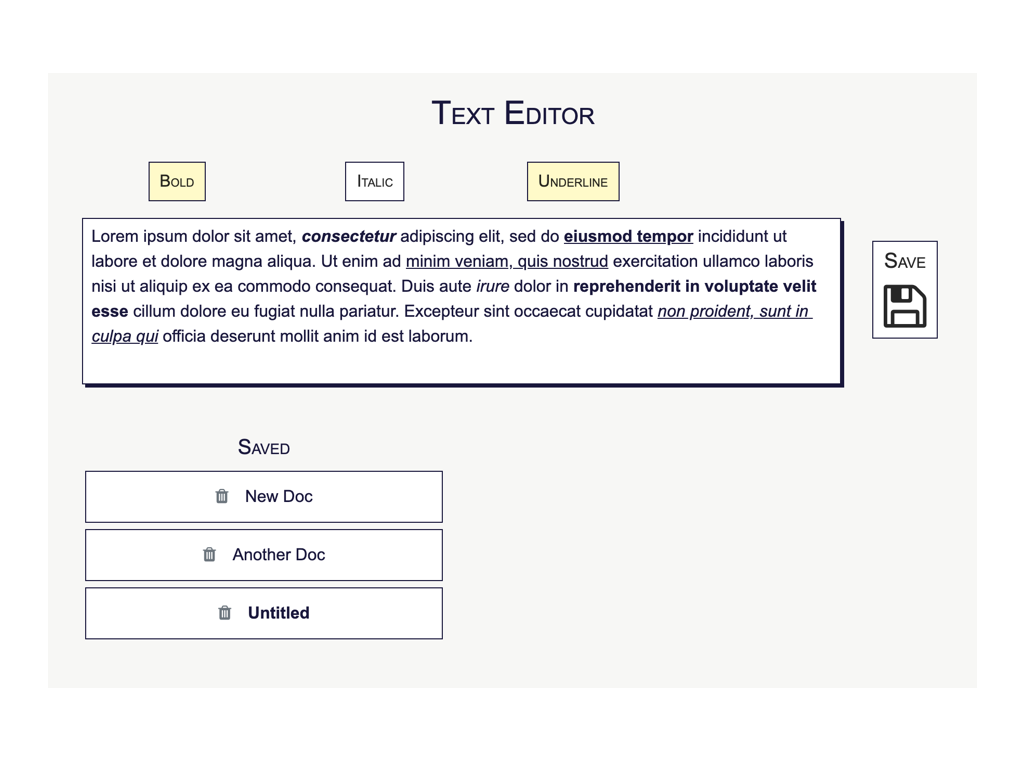 Text Editor
Bold
Italic
Underline
Lorem ipsum dolor sit amet, consectetur adipiscing elit, sed do eiusmod tempor incididunt ut
labore et dolore magna aliqua. Ut enim ad minim veniam, quis nostrud exercitation ullamco laboris
nisi ut aliquip ex ea commodo consequat. Duis aute irure dolor in reprehenderit in voluptate velit
esse cillum dolore eu fugiat nulla pariatur. Excepteur sint occaecat cupidatat non proident, sunt in
culpa qui officia deserunt mollit anim id est laborum.
Save
Saved
New Doc
Another Doc
Untitled